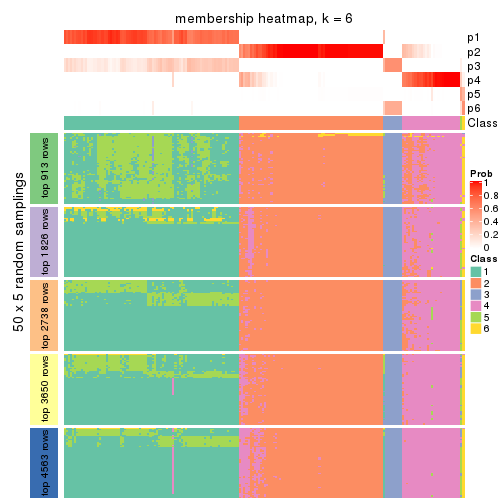 membership heatmap, k = 6
p1
p2
p3
p4
p5
p6
Class
50 x 5 random samplings
top 913 rows
top 1826 rows
top 2738 rows
top 3650 rows
top 4563 rows
Prob
1
0.8
0.6
0.4
0.2
0
Class
1
2
3
4
5
6